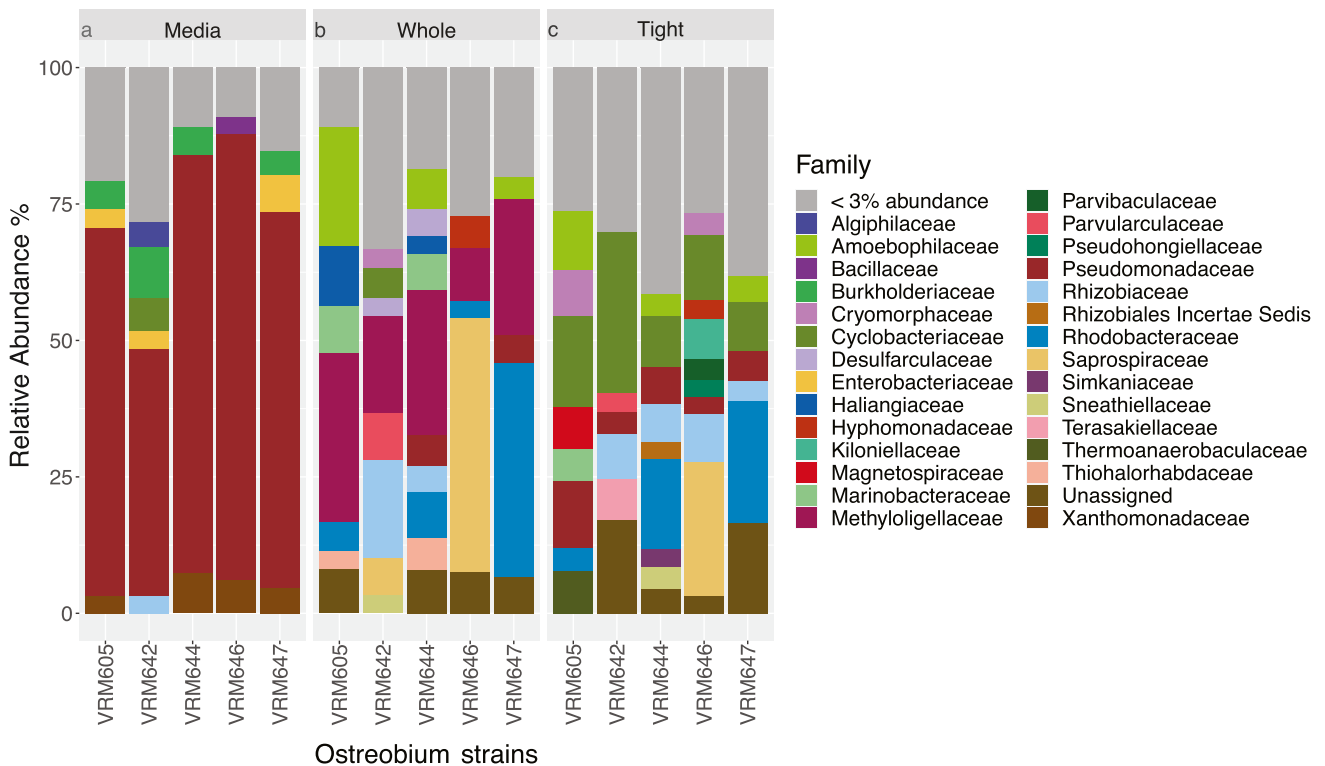 a Media b Whole c Tight
100
75
50
25
0
Relative Abundance %
VRM605 VRM642 VRM644 VRM646 VRM647 VRM605 VRM642 VRM644 VRM646 VRM647 VRM605 VRM642 VRM644 VRM646 VRM647
Ostreobium strains
Family
< 3% abundance
Algiphilaceae
Amoebophilaceae
Bacillaceae
Burkholderiaceae
Cryomorphaceae
Cyclobacteriaceae
Desulfarculaceae
Enterobacteriaceae
Haliangiaceae
Hyphomonadaceae
Kiloniellaceae
Magnetospiraceae
Marinobacteraceae
Methyloligellaceae
Parvibaculaceae
Parvularculaceae
Pseudohongiellaceae
Pseudomonadaceae
Rhizobiaceae
Rhizobiales Incertae Sedis
Rhodobacteraceae
Saprospiraceae
Simkaniaceae
Sneathiellaceae
Terasakiellaceae
Thermoanaerobaculaceae
Thiohalorhabdaceae
Unassigned
Xanthomonadaceae